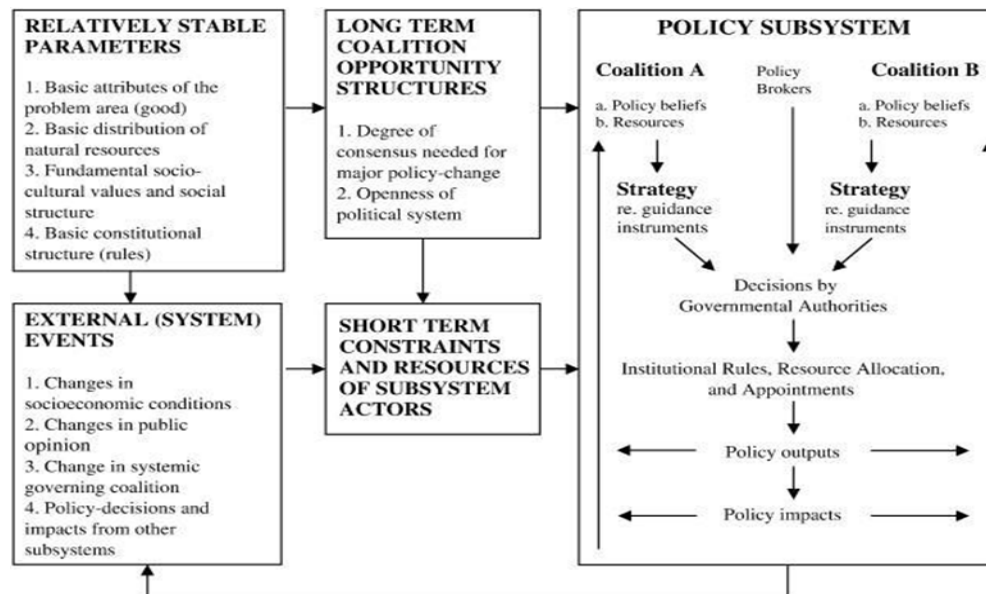 RELATIVELY STABLE
PARAMETERS
1. Basic attributes of the
problem area (good)
2. Basic distribution of
natural resources
3. Fundamental socio-
cultural values and social
structure
4. Basic constitutional
structure (rules)
LONG TERM
COALITION
OPPORTUNITY
STRUCTURES
1. Degree of
consensus needed for
major policy-change
2. Openness of
political system
POLICY SUBSYSTEM
Coalition A
a. Policy beliefs
b. Resources
Strategy
re. guidance
instruments
Policy
Brokers
Coalition B
a. Policy beliefs
b. Resources
Strategy
re. guidance
instruments
Decisions by
Governmental Authorities
Institutional Rules, Resource Allocation,
and Appointments
Policy outputs
Policy impacts
EXTERNAL (SYSTEM)
EVENTS
1. Changes in
socioeconomic conditions
2. Changes in public
opinion
3. Change in systemic
governing coalition
4. Policy-decisions and
impacts from other
subsystems
SHORT TERM
CONSTRAINTS
AND RESOURCES
OF SUBSYSTEM
ACTORS